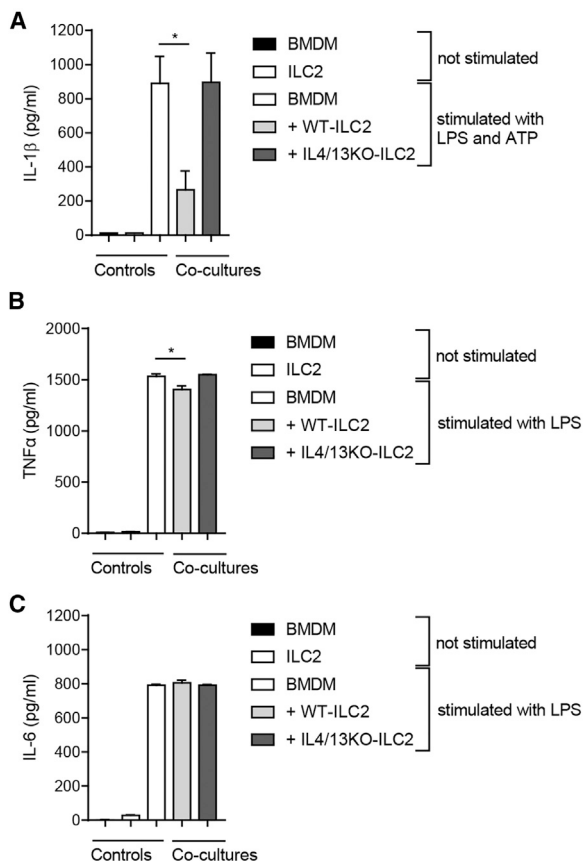 A
1200
1000
800
600
400
200
0
IL-1β (pg/ml)
*
Controls
Co-cultures
BMDM
ILC2
BMDM
+ WT-ILC2
+ IL4/13KO-ILC2
not stimulated
stimulated with
LPS and ATP
B
2000
1500
1000
500
0
TNFα (pg/ml)
*
Controls
Co-cultures
BMDM
ILC2
BMDM
+ WT-ILC2
+ IL4/13KO-ILC2
not stimulated
stimulated with LPS
C
1200
1000
800
600
400
200
0
IL-6 (pg/ml)
Controls
Co-cultures
BMDM
ILC2
BMDM
+ WT-ILC2
+ IL4/13KO-ILC2
not stimulated
stimulated with LPS